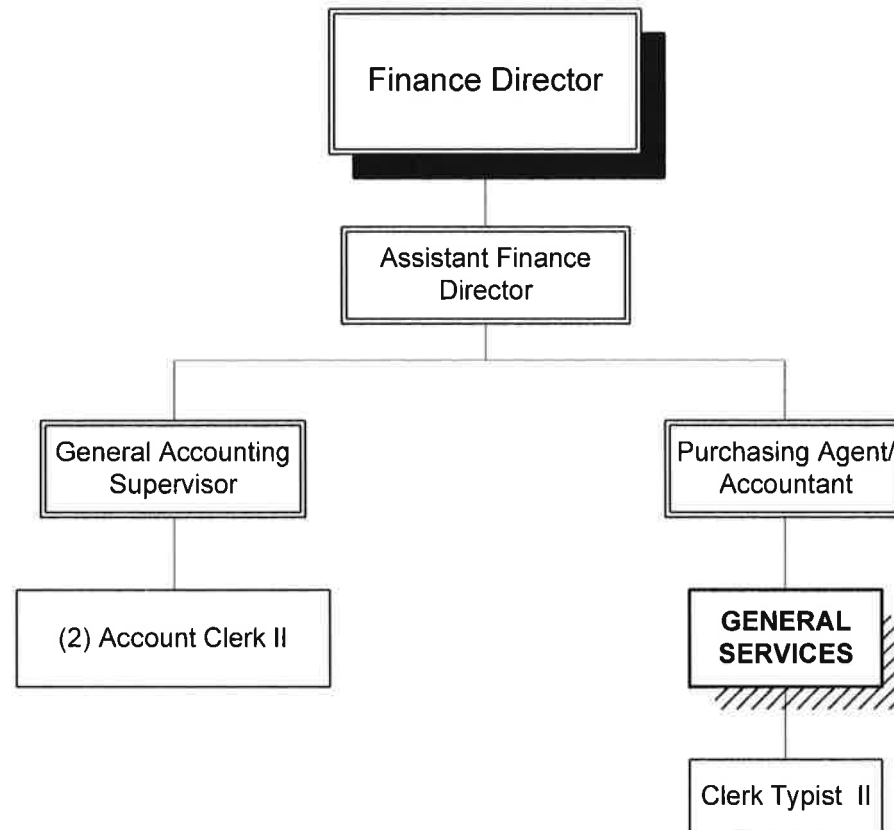 Finance Director
Assistant Finance
Director
General Accounting
Supervisor
Purchasing Agent/
Accountant
(2) Account Clerk II
GENERAL
SERVICES
Clerk Typist II